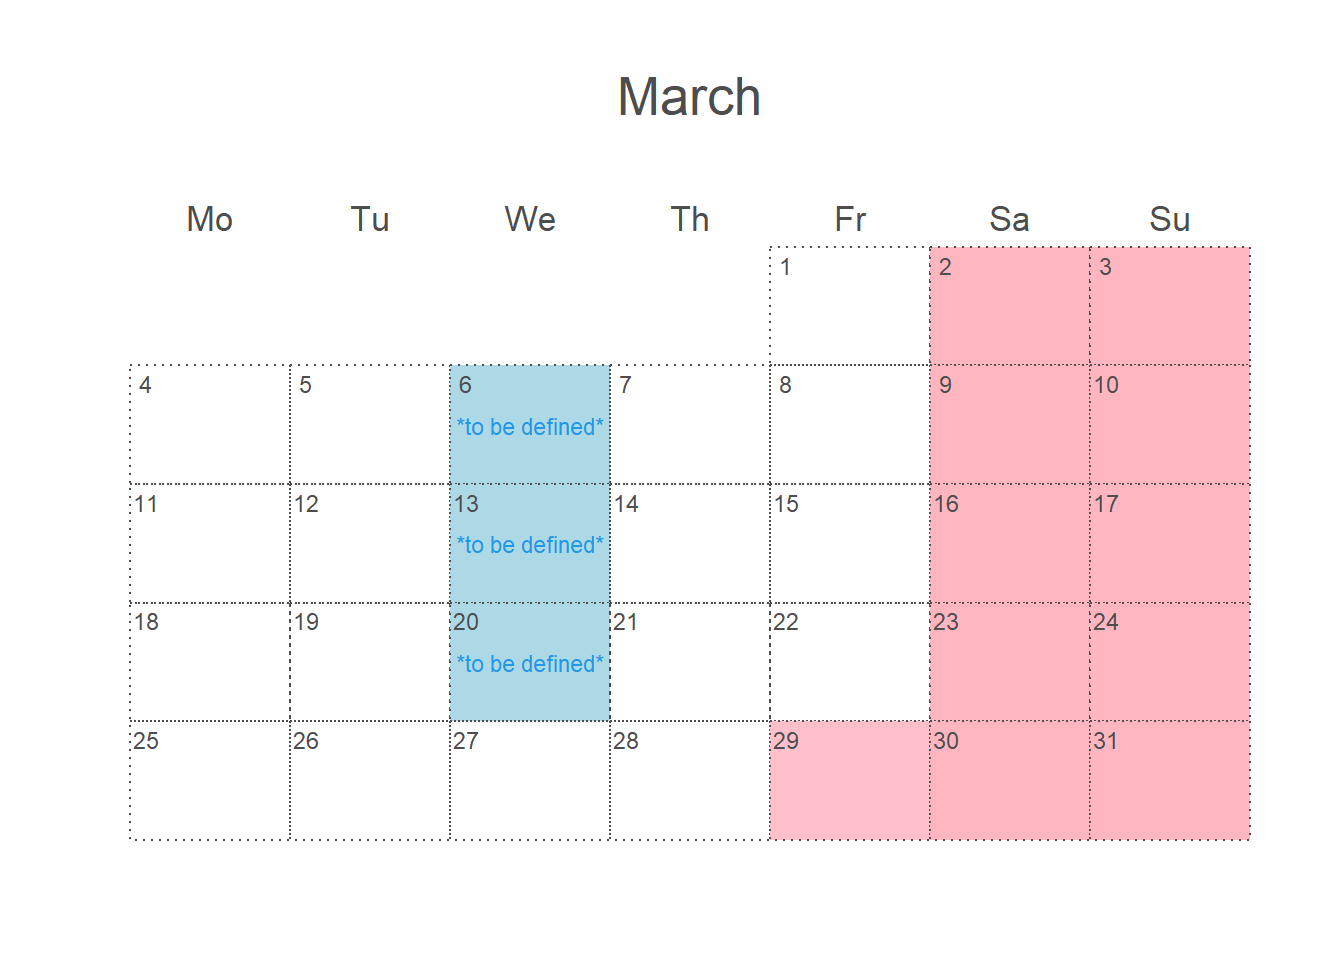 March
Mo Tu We Th Fr Sa Su
1 2 3
4 5 6 7 8 9 10
*to be defined*
11 12 13 14 15 16 17
*to be defined*
18 19 20 21 22 23 24
*to be defined*
25 26 27 28 29 30 31